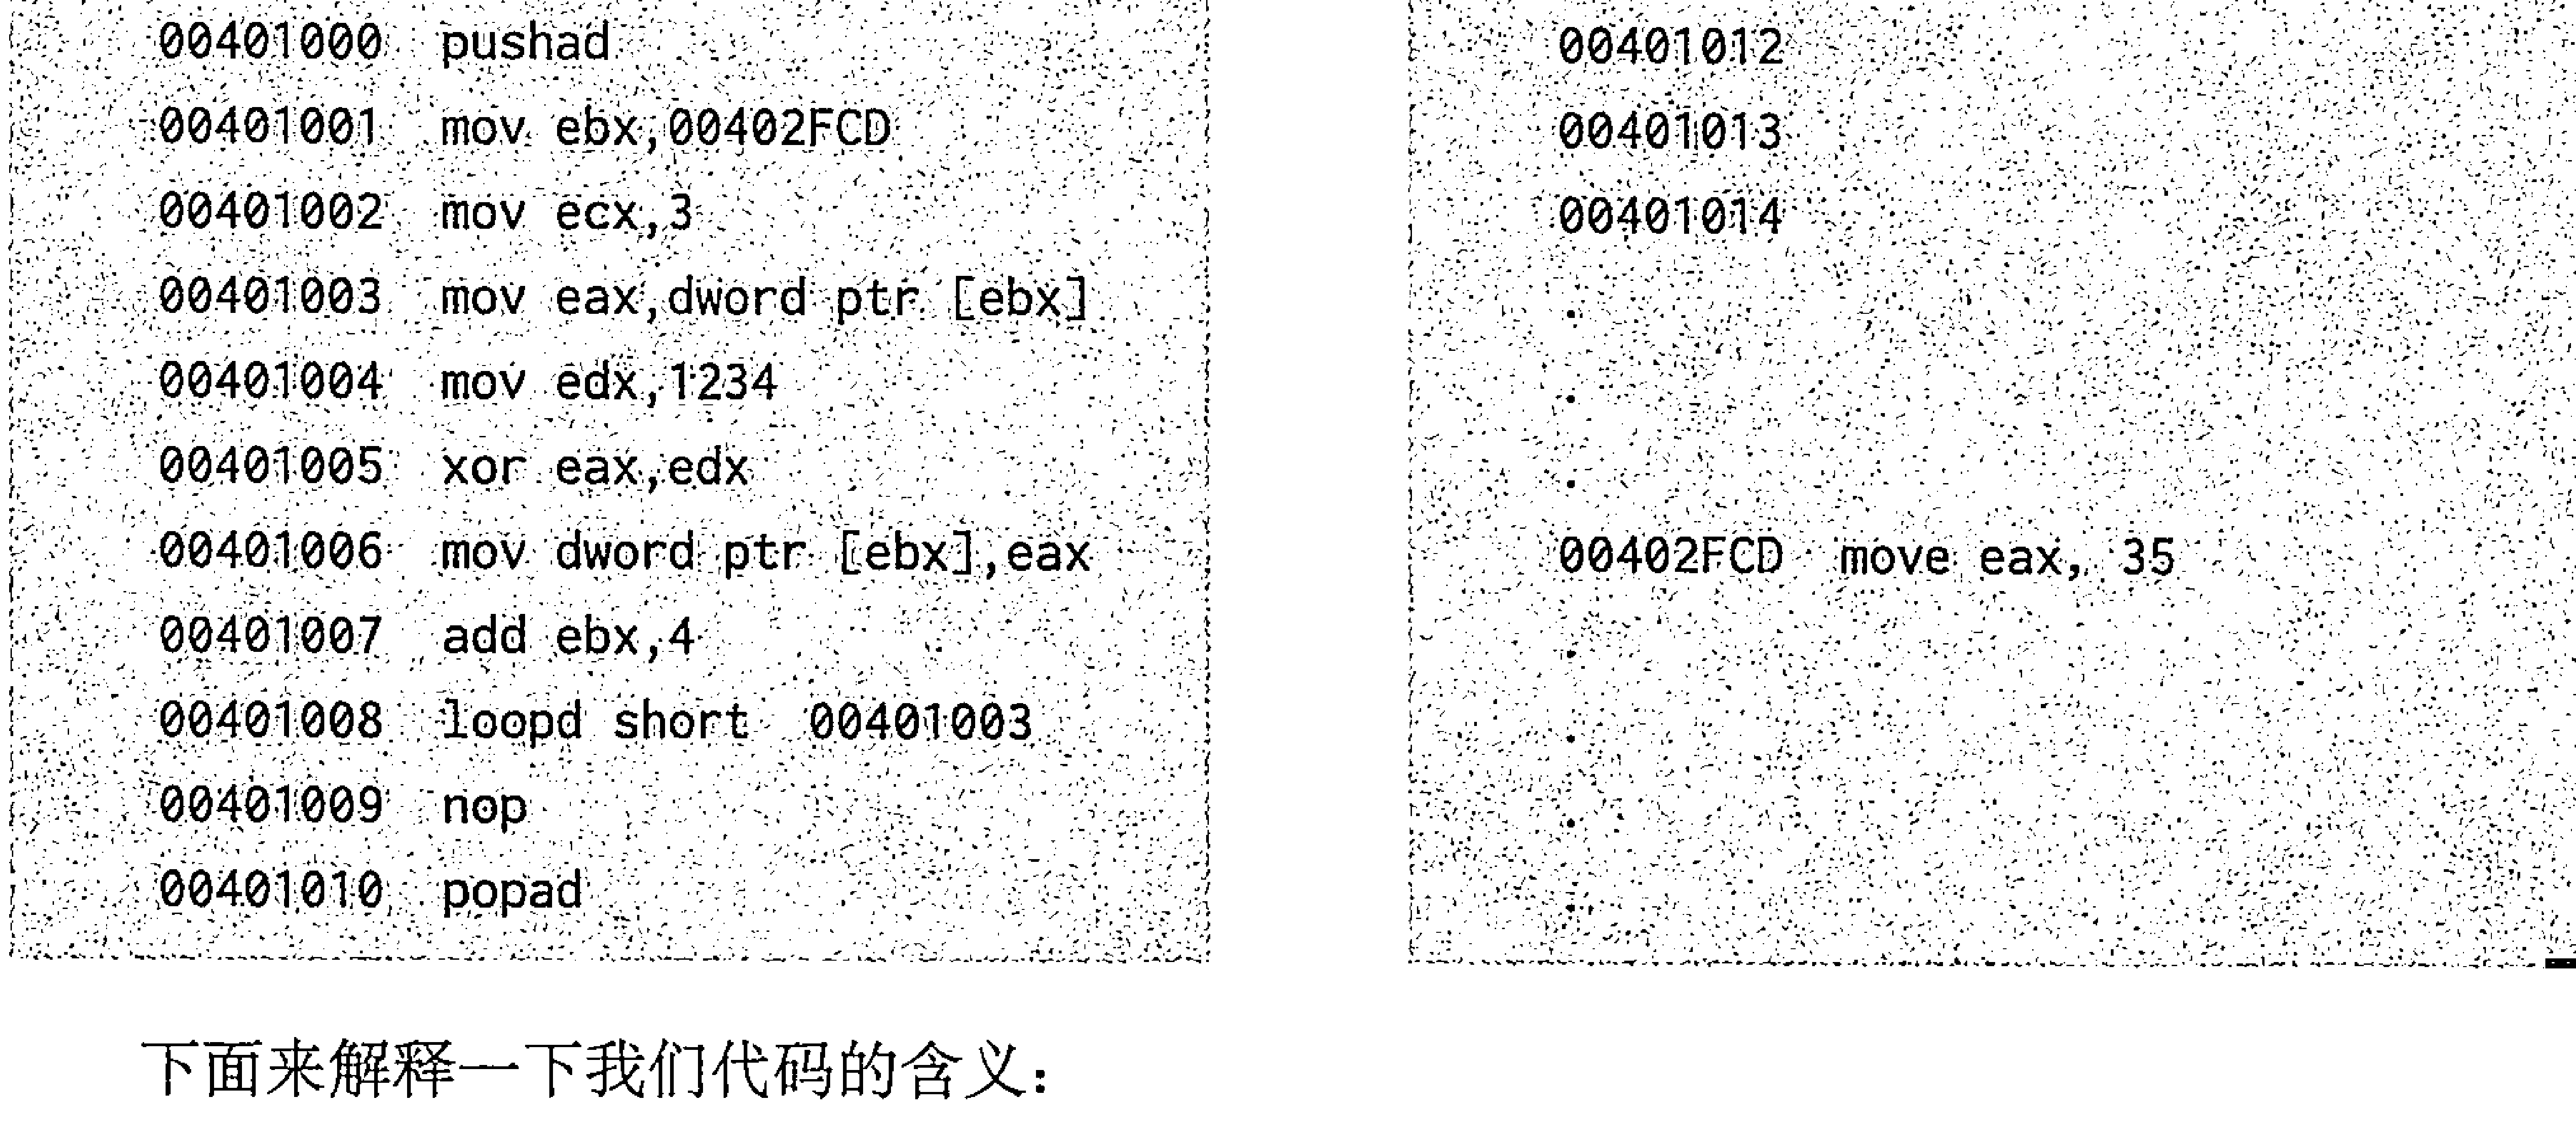 00401000 pushad
00401001 mov ebx,00402FCD
00401002 mov ecx,3
00401003 mov eax,dword ptr [ebx]
00401004 mov edx,1234
00401005 xor eax,edx
00401006 mov dword ptr [ebx],eax
00401007 add ebx,4
00401008 loopd short 00401003
00401009 nop
00401010 popad
00401012
00401013
00401014
.
.
.
00402FCD move eax, 35
.
.
.
.
下面来解释一下我们代码的含义: